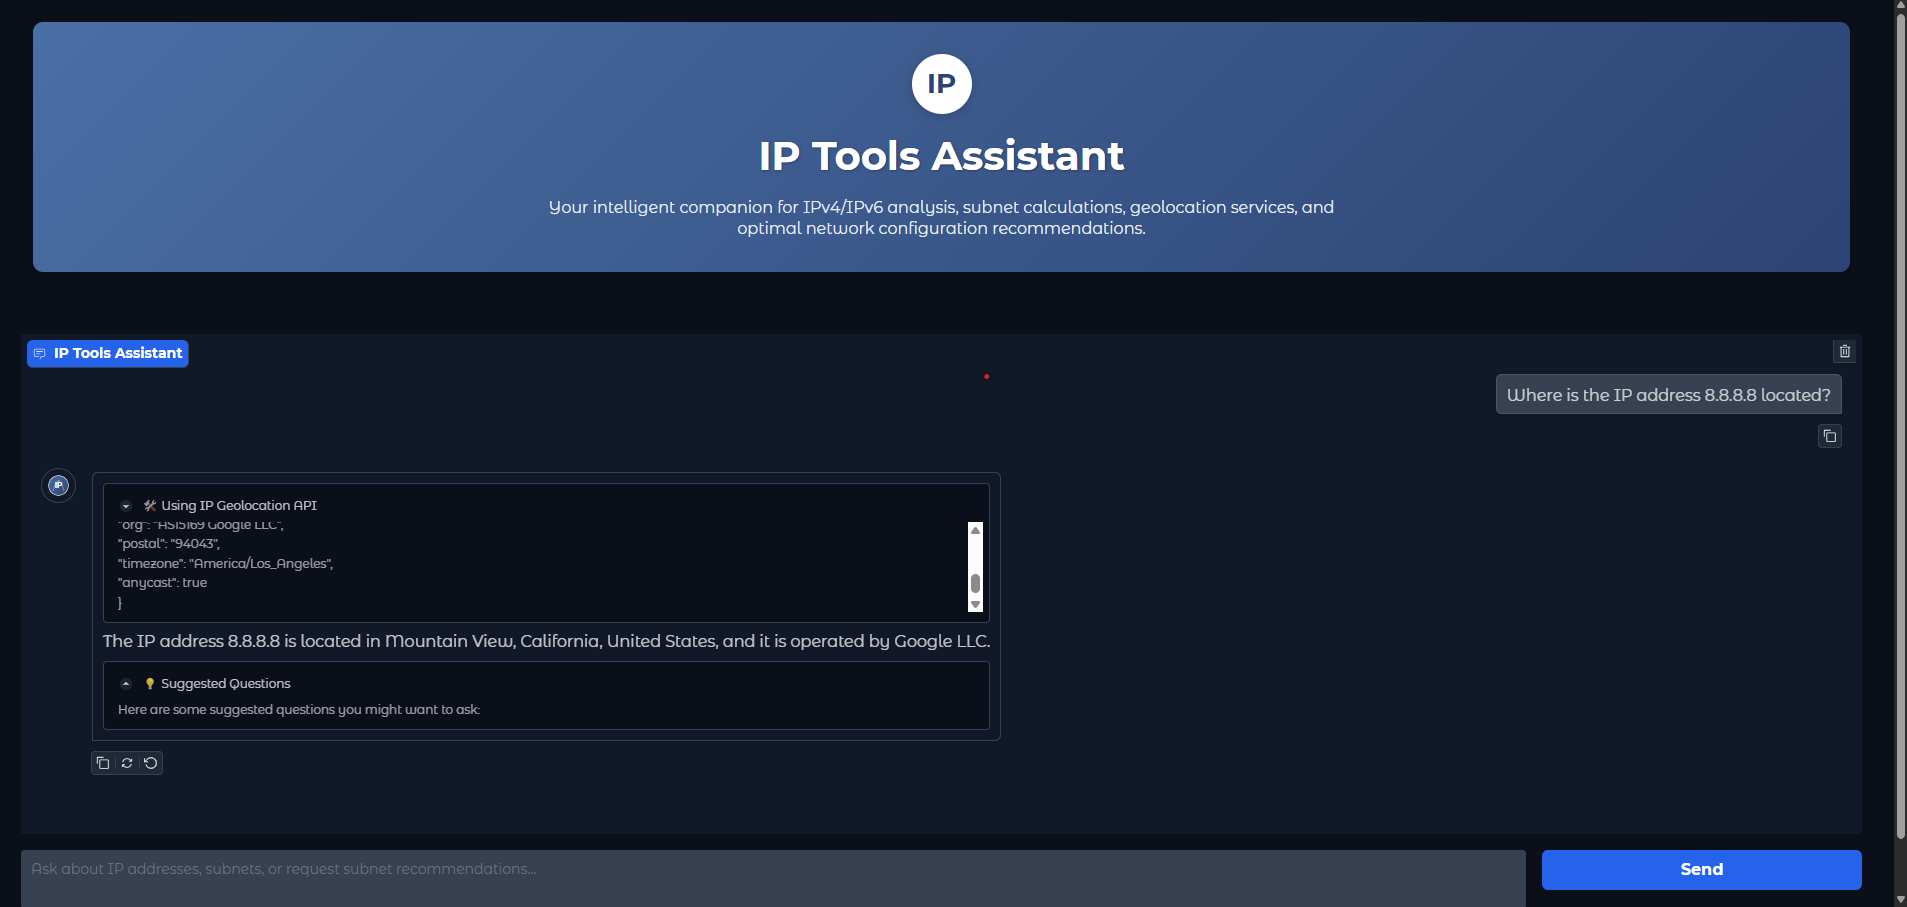 IP
IP Tools Assistant
Your intelligent companion for IPv4/IPv6 analysis, subnet calculations, geolocation services, and
optimal network configuration recommendations.
IP Tools Assistant
Where is the IP address 8.8.8.8 located?
IP
Using IP Geolocation API
"org": "AS15169 Google LLC",
"postal": "94043",
"timezone": "America/Los_Angeles",
"anycast": true
}
The IP address 8.8.8.8 is located in Mountain View, California, United States, and it is operated by Google LLC.
Suggested Questions
Here are some suggested questions you might want to ask:
Ask about IP addresses, subnets, or request subnet recommendations...
Send